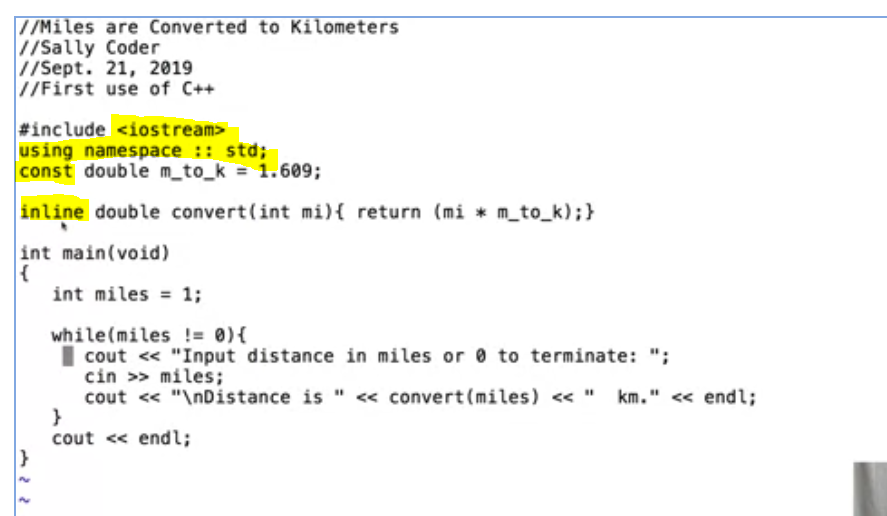 //Miles are Converted to Kilometers
//Sally Coder
//Sept. 21, 2019
//First use of C++
#include <iostream>
using namespace :: std;
const double m_to_k = 1.609;
inline double convert(int mi){ return (mi * m_to_k);}
int main(void)
{
int miles = 1;
while(miles != 0){
cout << "Input distance in miles or 0 to terminate: ";
cin >> miles;
cout << "\nDistance is " << convert(miles) << "  km." << endl;
}
cout << endl;
}
~
~